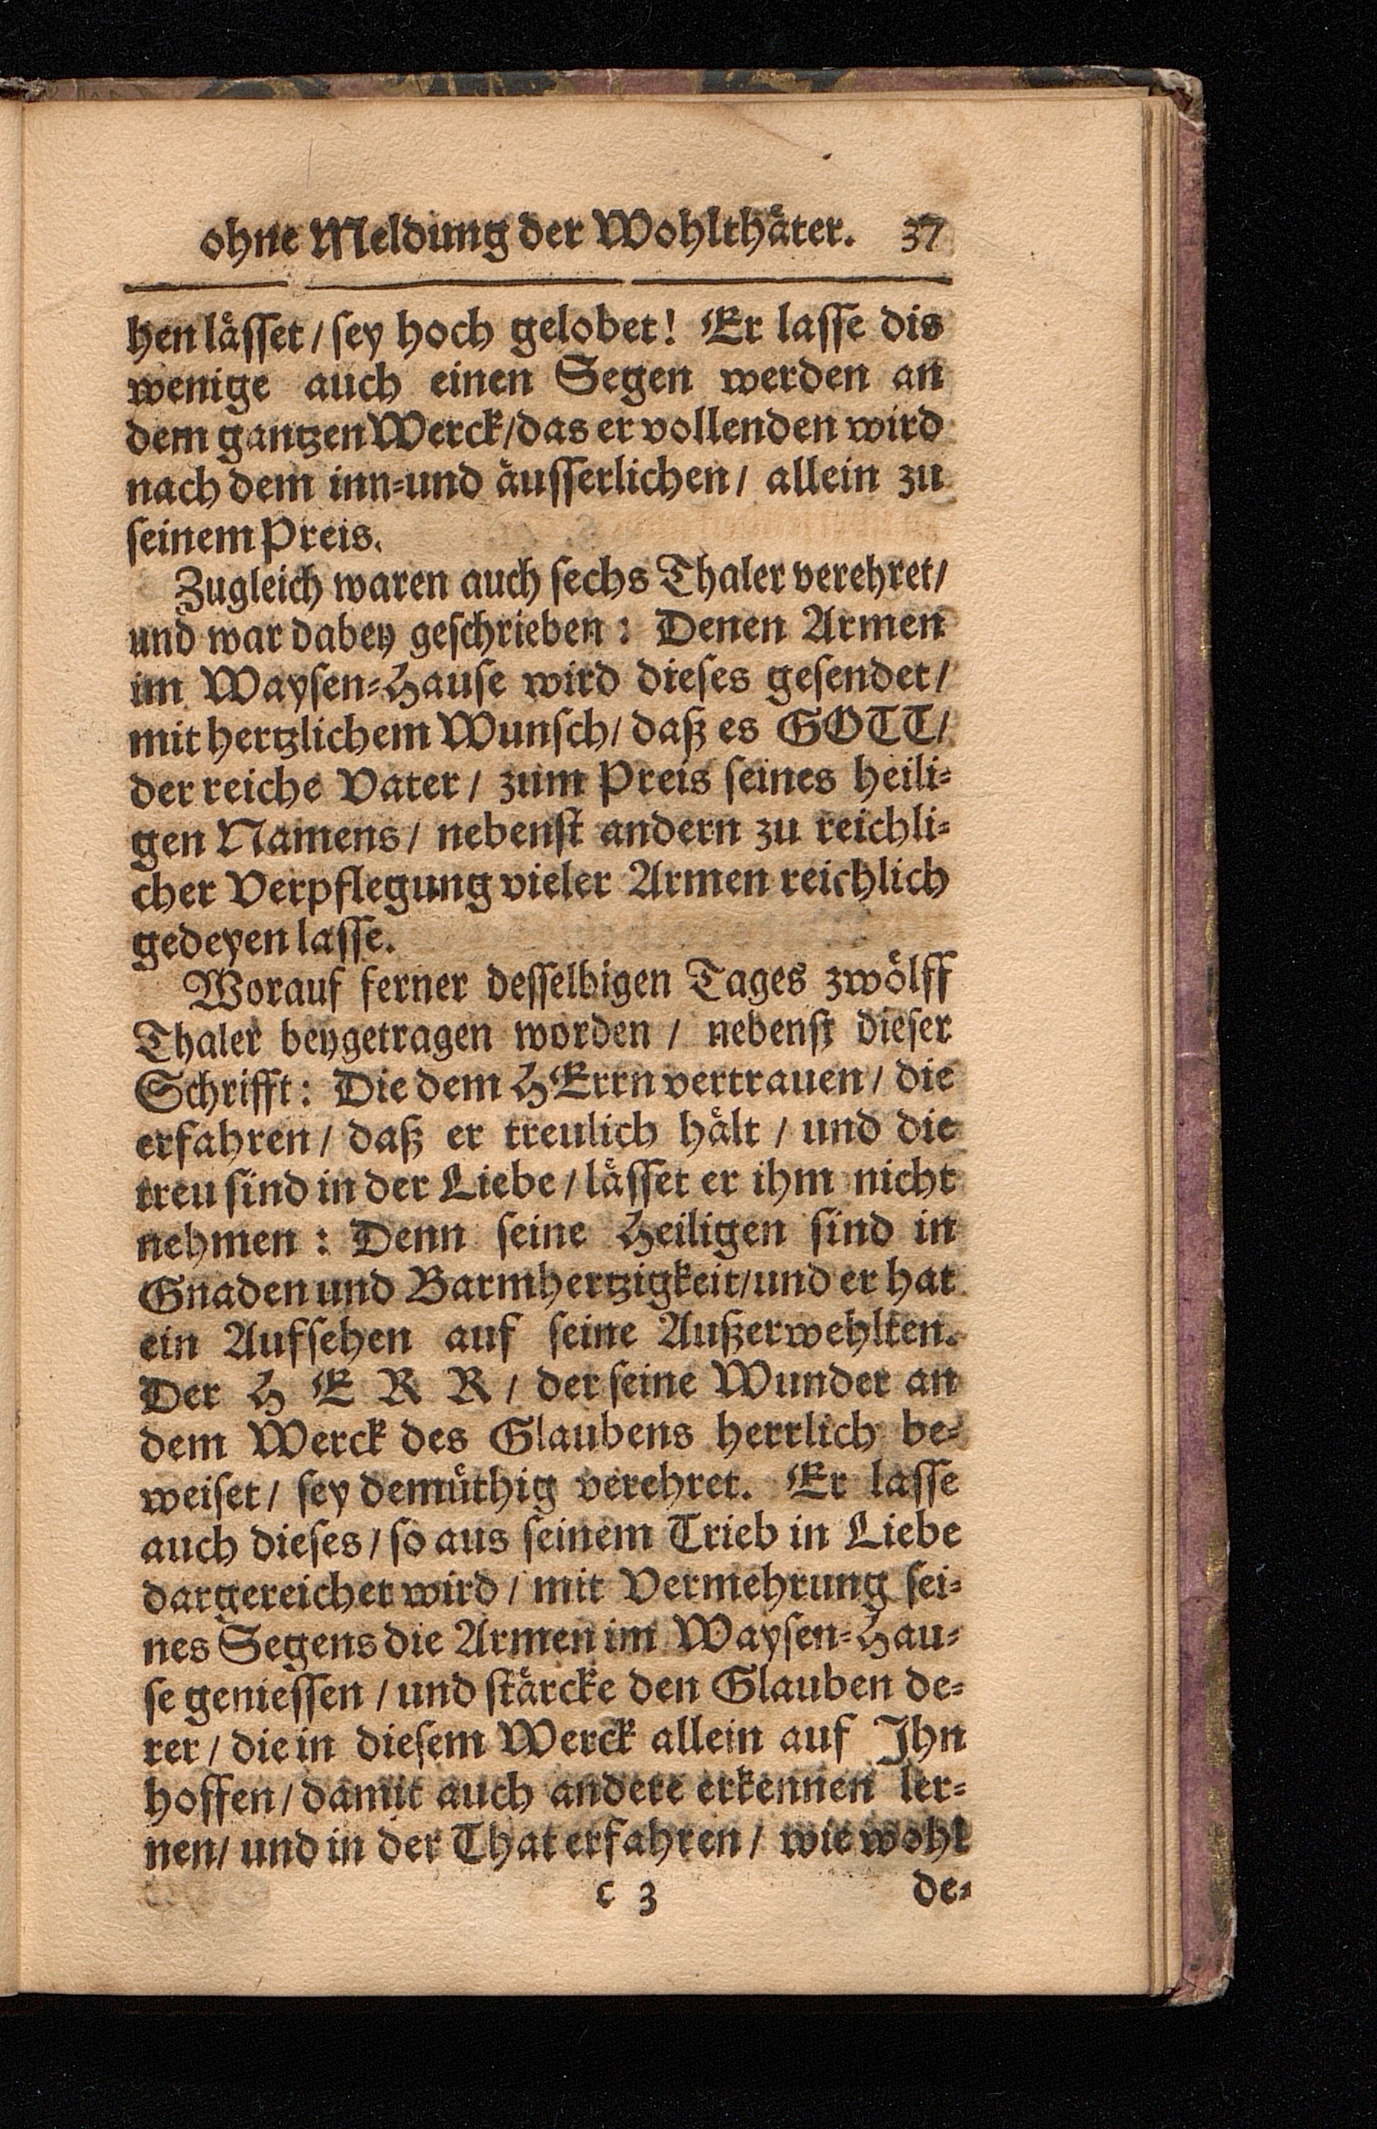 ohne Meldung der Wohlthäter. 37
hen lässet / sey hoch gelobet! Er lasse dis
wenige auch einen Segen werden an
dem gantzen Werck / das er vollenden wird
nach dem inn- und äusserlichen / allein zu
seinem Preis.
Zugleich waren auch sechs Thaler verehret /
und war dabey geschrieben: Denen Armen
im Waysen-Hause wird dieses gesendet /
mit hertzlichem Wunsch / daß es GOTT /
der reiche Vater / zum Preis seines heili-
gen Namens / nebenst andern zu reichli-
cher Verpflegung vieler Armen reichlich
gedeyen lasse.
Worauf ferner desselbigen Tages zwölff
Thaler beygetragen worden / nebenst dieser
Schrifft: Die dem HErrn vertrauen / die
erfahren / daß er treulich hält / und die
treu sind in der Liebe / lässet er ihm nicht
nehmen: Denn seine Heiligen sind in
Gnaden und Barmhertzigkeit / und er hat
ein Aufsehen auf seine Außerwehlten.
Der H E R R / der seine Wunder an
dem Werck des Glaubens herrlich be-
weiset / sey demüthig verehret. Er lasse
auch dieses / so aus seinem Trieb in Liebe
dargereichet wird / mit Vermehrung sei-
nes Segens die Armen im Waysen-Hau-
se geniessen / und stärcke den Glauben de-
rer / die in diesem Werck allein auf Ihn
hoffen / damit auch andere erkennen ler-
nen / und in der That erfahren / wie wohl
c 3 de-